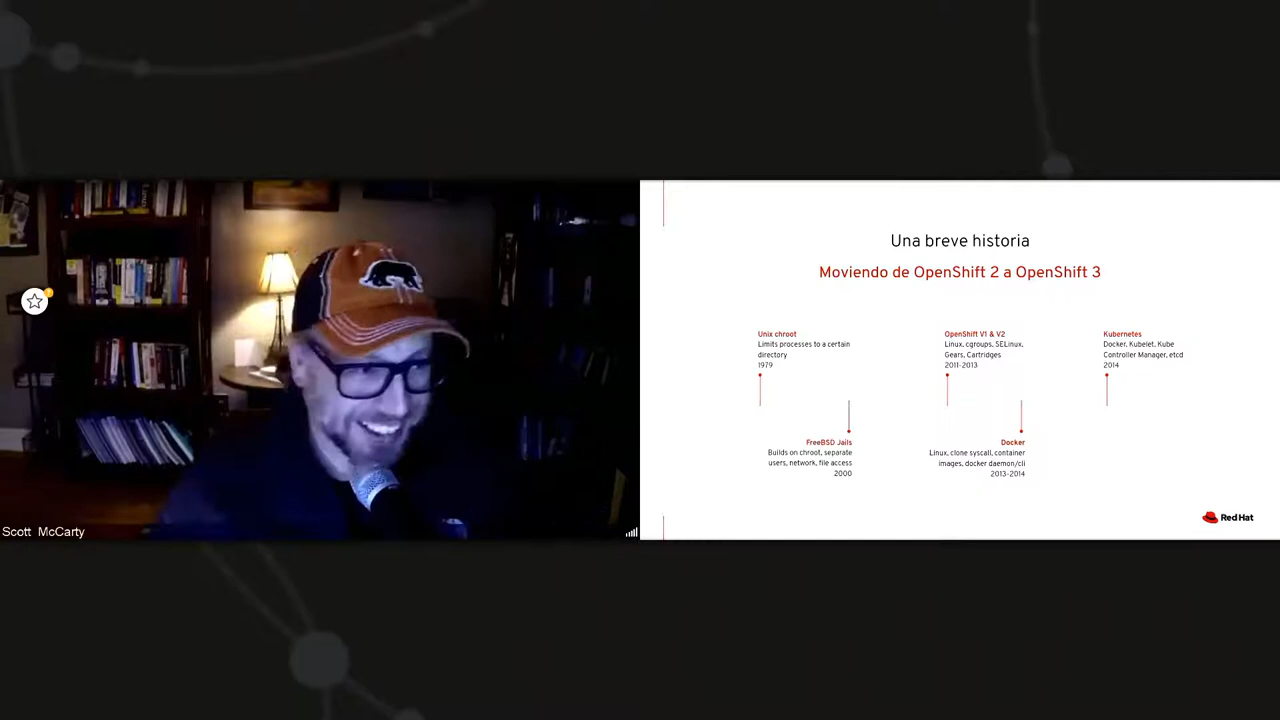 Scott McCarty
Una breve historia
Moviendo de OpenShift 2 a OpenShift 3
Unix chroot
Limits processes to a certain
directory
1979
OpenShift V1 & V2
Linux, cgroups, SELinux,
Gears, Cartridges
2011-2013
Kubernetes
Docker, Kubelet, Kube
Controller Manager, etcd
2014
FreeBSD Jails
Builds on chroot, separate
users, network, file access
2000
Docker
Linux, clone syscall, container
images, docker daemon/cli
2013-2014
Red Hat